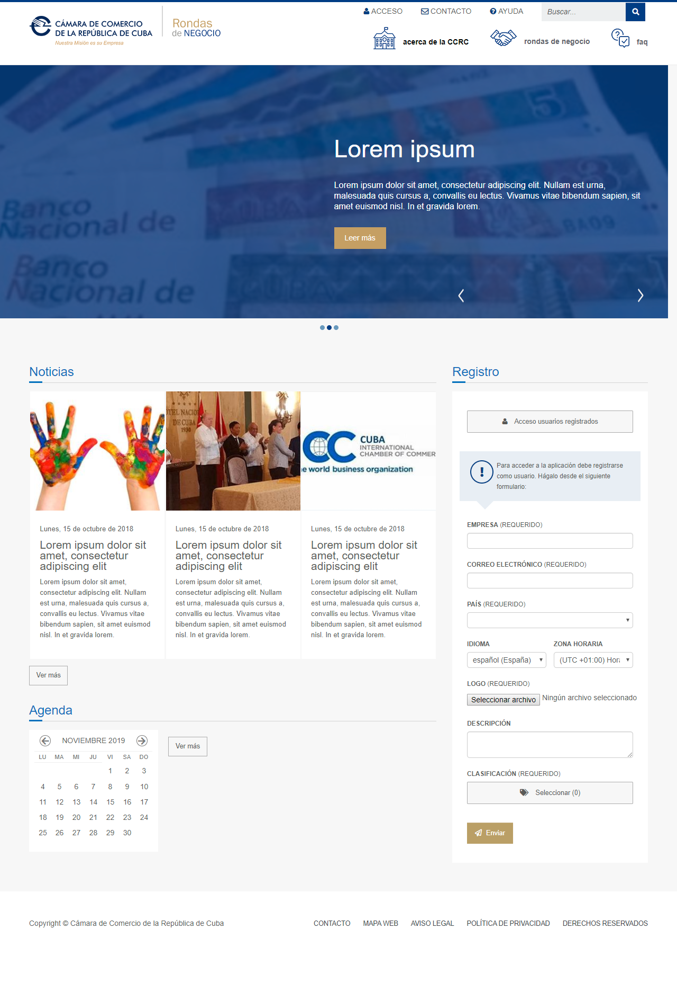 ACCESO CONTACTO AYUDA Buscar...
CÁMARA DE COMERCIO
DE LA REPÚBLICA DE CUBA
Nuestra Misión es su Empresa
Rondas
de NEGOCIO
acerca de la CCRC rondas de negocio faq
Banco
Nacional de
Banco
Nacional de
CUBA
BA09
Lorem ipsum
Lorem ipsum dolor sit amet, consectetur adipiscing elit. Nullam est urna,
malesuada quis cursus a, convallis eu lectus. Vivamus vitae bibendum sapien, sit
amet euismod nisl. In et gravida lorem.
Leer más
Noticias
HOTEL NACIONAL
DE CUBA
1930
CC CUBA
INTERNATIONAL
CHAMBER OF COMMER
e world business organization
Lunes, 15 de octubre de 2018
Lorem ipsum dolor sit
amet, consectetur
adipiscing elit
Lorem ipsum dolor sit amet,
consectetur adipiscing elit. Nullam
est urna, malesuada quis cursus a,
convallis eu lectus. Vivamus vitae
bibendum sapien, sit amet euismod
nisl. In et gravida lorem.
Lunes, 15 de octubre de 2018
Lorem ipsum dolor sit
amet, consectetur
adipiscing elit
Lorem ipsum dolor sit amet,
consectetur adipiscing elit. Nullam
est urna, malesuada quis cursus a,
convallis eu lectus. Vivamus vitae
bibendum sapien, sit amet euismod
nisl. In et gravida lorem.
Lunes, 15 de octubre de 2018
Lorem ipsum dolor sit
amet, consectetur
adipiscing elit
Lorem ipsum dolor sit amet,
consectetur adipiscing elit. Nullam
est urna, malesuada quis cursus a,
convallis eu lectus. Vivamus vitae
bibendum sapien, sit amet euismod
nisl. In et gravida lorem.
Ver más
Agenda
NOVIEMBRE 2019
LU MA MI JU VI SA DO
1 2 3
4 5 6 7 8 9 10
11 12 13 14 15 16 17
18 19 20 21 22 23 24
25 26 27 28 29 30
Ver más
Registro
Acceso usuarios registrados
Para acceder a la aplicación debe registrarse
como usuario. Hágalo desde el siguiente
formulario:
EMPRESA (REQUERIDO)
CORREO ELECTRÓNICO (REQUERIDO)
PAÍS (REQUERIDO)
IDIOMA ZONA HORARIA
español (España) (UTC +01:00) Hora
LOGO (REQUERIDO)
Seleccionar archivo Ningún archivo seleccionado
DESCRIPCIÓN
CLASIFICACIÓN (REQUERIDO)
Seleccionar (0)
Enviar
Copyright © Cámara de Comercio de la República de Cuba
CONTACTO MAPA WEB AVISO LEGAL POLÍTICA DE PRIVACIDAD DERECHOS RESERVADOS